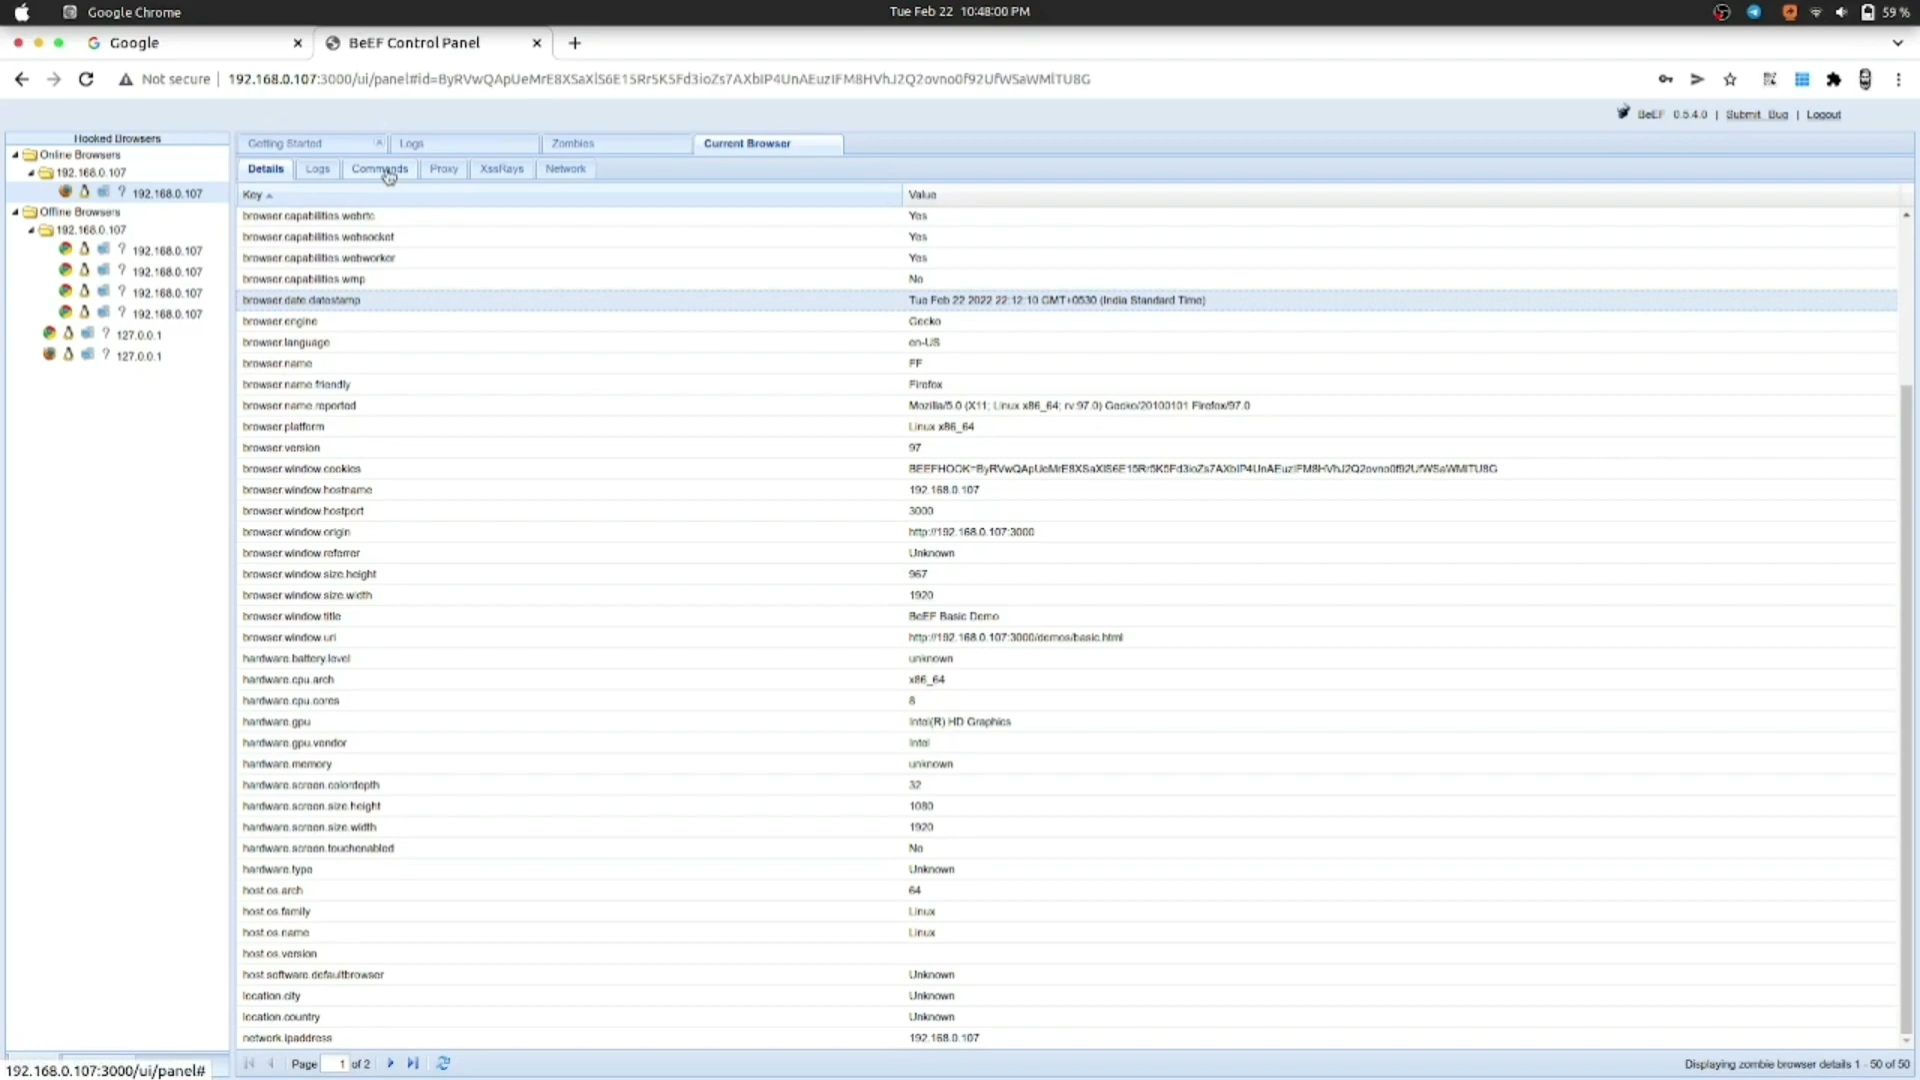 Google Chrome
Tue Feb 22 10:48:00 PM
59 %
Google
BeEF Control Panel
Not secure
192.168.0.107:3000/ui/panel#id=ByRVwQApUeMrE8XSaXlS6E15Rr5K5Fd3ioZs7AXbIP4UnAEuzIFM8HVhJ2Q2ovno0f92UfWSaWMlTU8G
BeEF 0.5.4.0 | Submit Bug | Logout
Hooked Browsers
Online Browsers
192.168.0.107
? 192.168.0.107
Offline Browsers
192.168.0.107
? 192.168.0.107
? 192.168.0.107
? 192.168.0.107
? 192.168.0.107
? 127.0.0.1
? 127.0.0.1
Getting Started Logs Zombies Current Browser
Details Logs Commands Proxy XssRays Network
Key Value
browser.capabilities.webrtc Yes
browser.capabilities.websocket Yes
browser.capabilities.webworker Yes
browser.capabilities.wmp No
browser.date.datestamp Tue Feb 22 2022 22:12:10 GMT+0530 (India Standard Time)
browser.engine Gecko
browser.language en-US
browser.name FF
browser.name.friendly Firefox
browser.name.reported Mozilla/5.0 (X11; Linux x86_64; rv:97.0) Gecko/20100101 Firefox/97.0
browser.platform Linux x86_64
browser.version 97
browser.window.cookies BEEFHOOK=ByRVwQApUeMrE8XSaXlS6E15Rr5K5Fd3ioZs7AXbIP4UnAEuzIFM8HVhJ2Q2ovno0f92UfWSaWMlTU8G
browser.window.hostname 192.168.0.107
browser.window.hostport 3000
browser.window.origin http://192.168.0.107:3000
browser.window.referrer Unknown
browser.window.size.height 967
browser.window.size.width 1920
browser.window.title BeEF Basic Demo
browser.window.uri http://192.168.0.107:3000/demos/basic.html
hardware.battery.level unknown
hardware.cpu.arch x86_64
hardware.cpu.cores 8
hardware.gpu Intel(R) HD Graphics
hardware.gpu.vendor Intel
hardware.memory unknown
hardware.screen.colordepth 32
hardware.screen.size.height 1080
hardware.screen.size.width 1920
hardware.screen.touchenabled No
hardware.type Unknown
host.os.arch 64
host.os.family Linux
host.os.name Linux
host.os.version
host.software.defaultbrowser Unknown
location.city Unknown
location.country Unknown
network.ipaddress 192.168.0.107
Page 1 of 2
Displaying zombie browser details 1 - 50 of 50
192.168.0.107:3000/ui/panel#